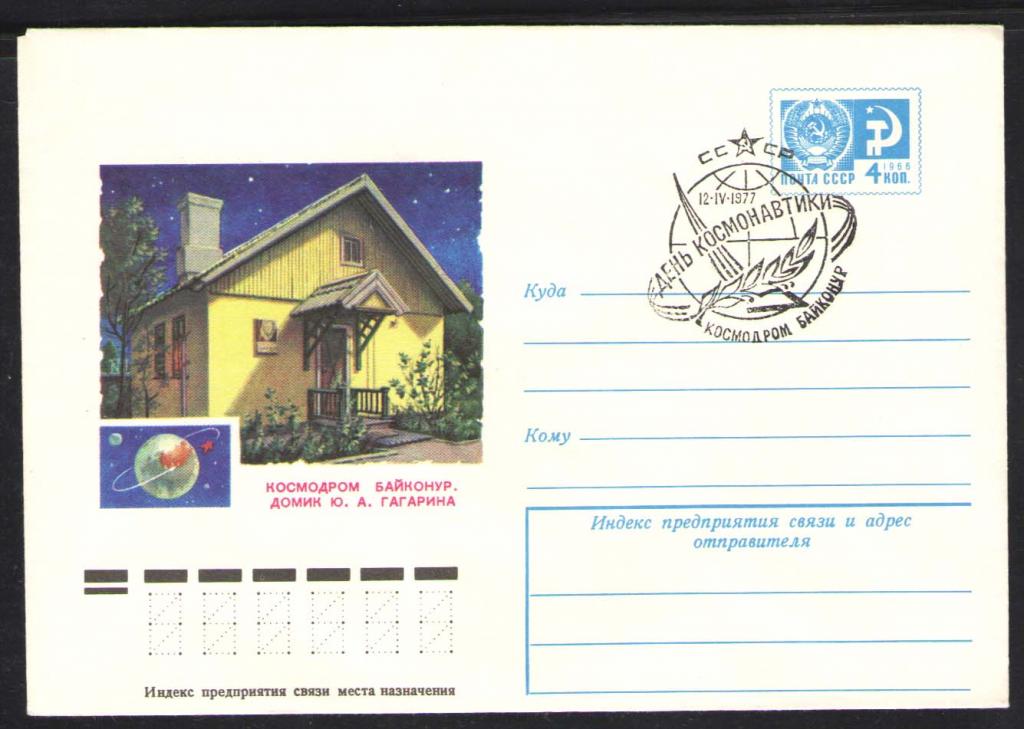 СССР
12-IV-1977
ДЕНЬ КОСМОНАВТИКИ
КОСМОДРОМ БАЙКОНУР
1966
ПОЧТА СССР 4 КОП.
КОСМОДРОМ БАЙКОНУР.
ДОМИК Ю. А. ГАГАРИНА
Куда
Кому
Индекс предприятия связи и адрес
отправителя
Индекс предприятия связи места назначения